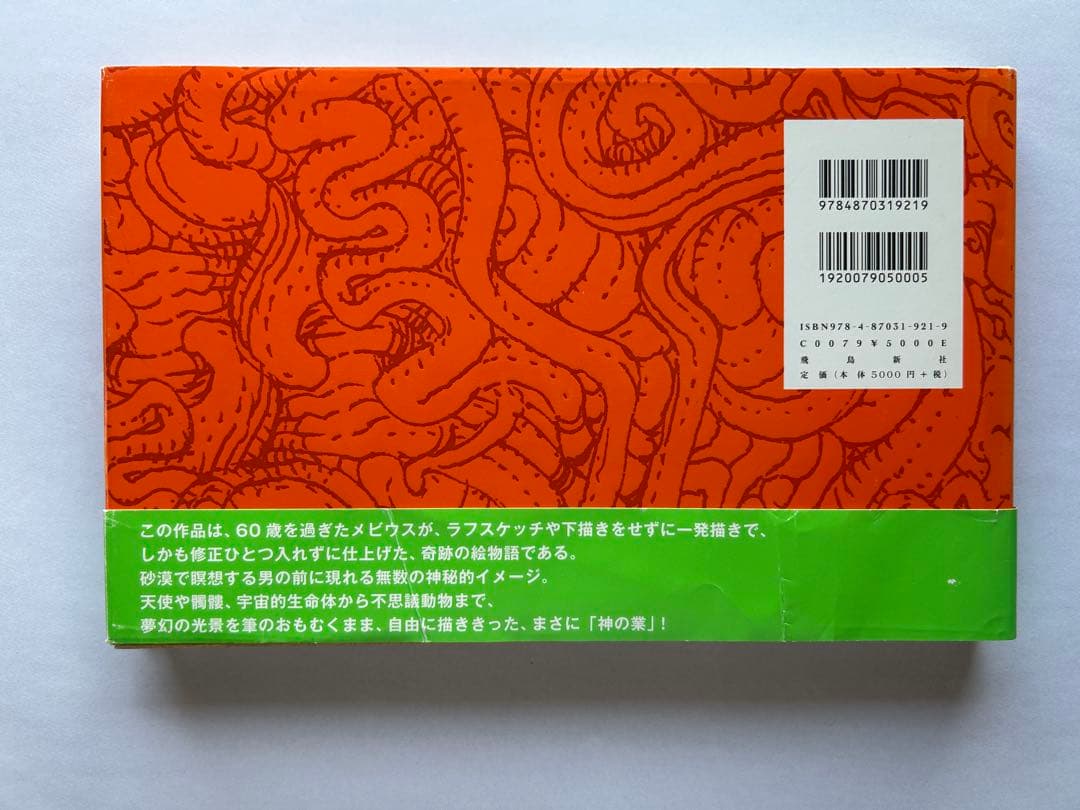 9784870319219
1920079050005
ISBN978-4-87031-921-9
C0079¥5000E
飛鳥新社
定価(本体5000円+税)
この作品は、60歳を過ぎたメビウスが、ラフスケッチや下描きをせずに一発描きで、
しかも修正ひとつ入れずに仕上げた、奇跡の絵物語である。
砂漠で瞑想する男の前に現れる無数の神秘的イメージ。
天使や髑髏、宇宙的生命体から不思議動物まで、
夢幻の光景を筆のおもむくまま、自由に描ききった、まさに「神の業」!